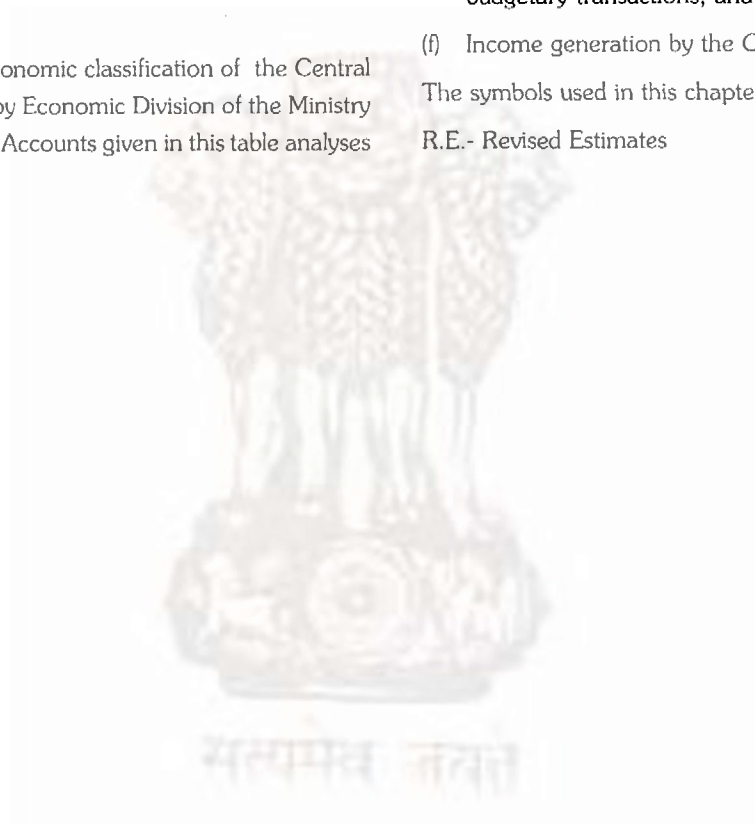 onomic classification of the Central
by Economic Division of the Ministry
Accounts given in this table analyses
budgetary transactions, and
(f) Income generation by the C
The symbols used in this chapte
R.E.- Revised Estimates
सत्यमेव जयते